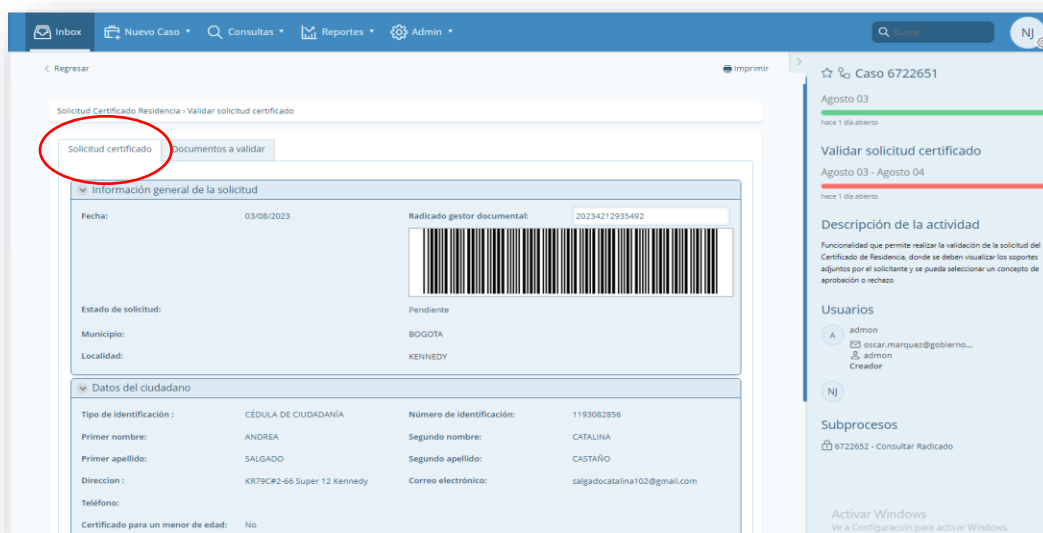 Inbox Nuevo Caso Consultas Reportes Admin Buscar NJ
< Regresar Imprimir
Solicitud Certificado Residencia › Validar solicitud certificado
Solicitud certificado Documentos a validar
Información general de la solicitud
Fecha: 03/08/2023 Radicado gestor documental: 20234212935492
Estado de solicitud: Pendiente
Municipio: BOGOTA
Localidad: KENNEDY
Datos del ciudadano
Tipo de identificación : CÉDULA DE CIUDADANÍA Número de identificación: 1193082856
Primer nombre: ANDREA Segundo nombre: CATALINA
Primer apellido: SALGADO Segundo apellido: CASTAÑO
Direccion : KR79C#2-66 Super 12 Kennedy Correo electrónico: salgadocatalina102@gmail.com
Teléfono:
Certificado para un menor de edad: No
Caso 6722651
Agosto 03
hace 1 día abierto
Validar solicitud certificado
Agosto 03 - Agosto 04
hace 1 día abierto
Descripción de la actividad
Funcionalidad que permite realizar la validación de la solicitud del
Certificado de Residencia, donde se deben visualizar los soportes
adjuntos por el solicitante y se pueda seleccionar un concepto de
aprobación o rechazo
Usuarios
A admon
oscar.marquez@gobierno...
admon
Creador
NJ
Subprocesos
6722652 - Consultar Radicado
Activar Windows
Ve a Configuración para activar Windows.